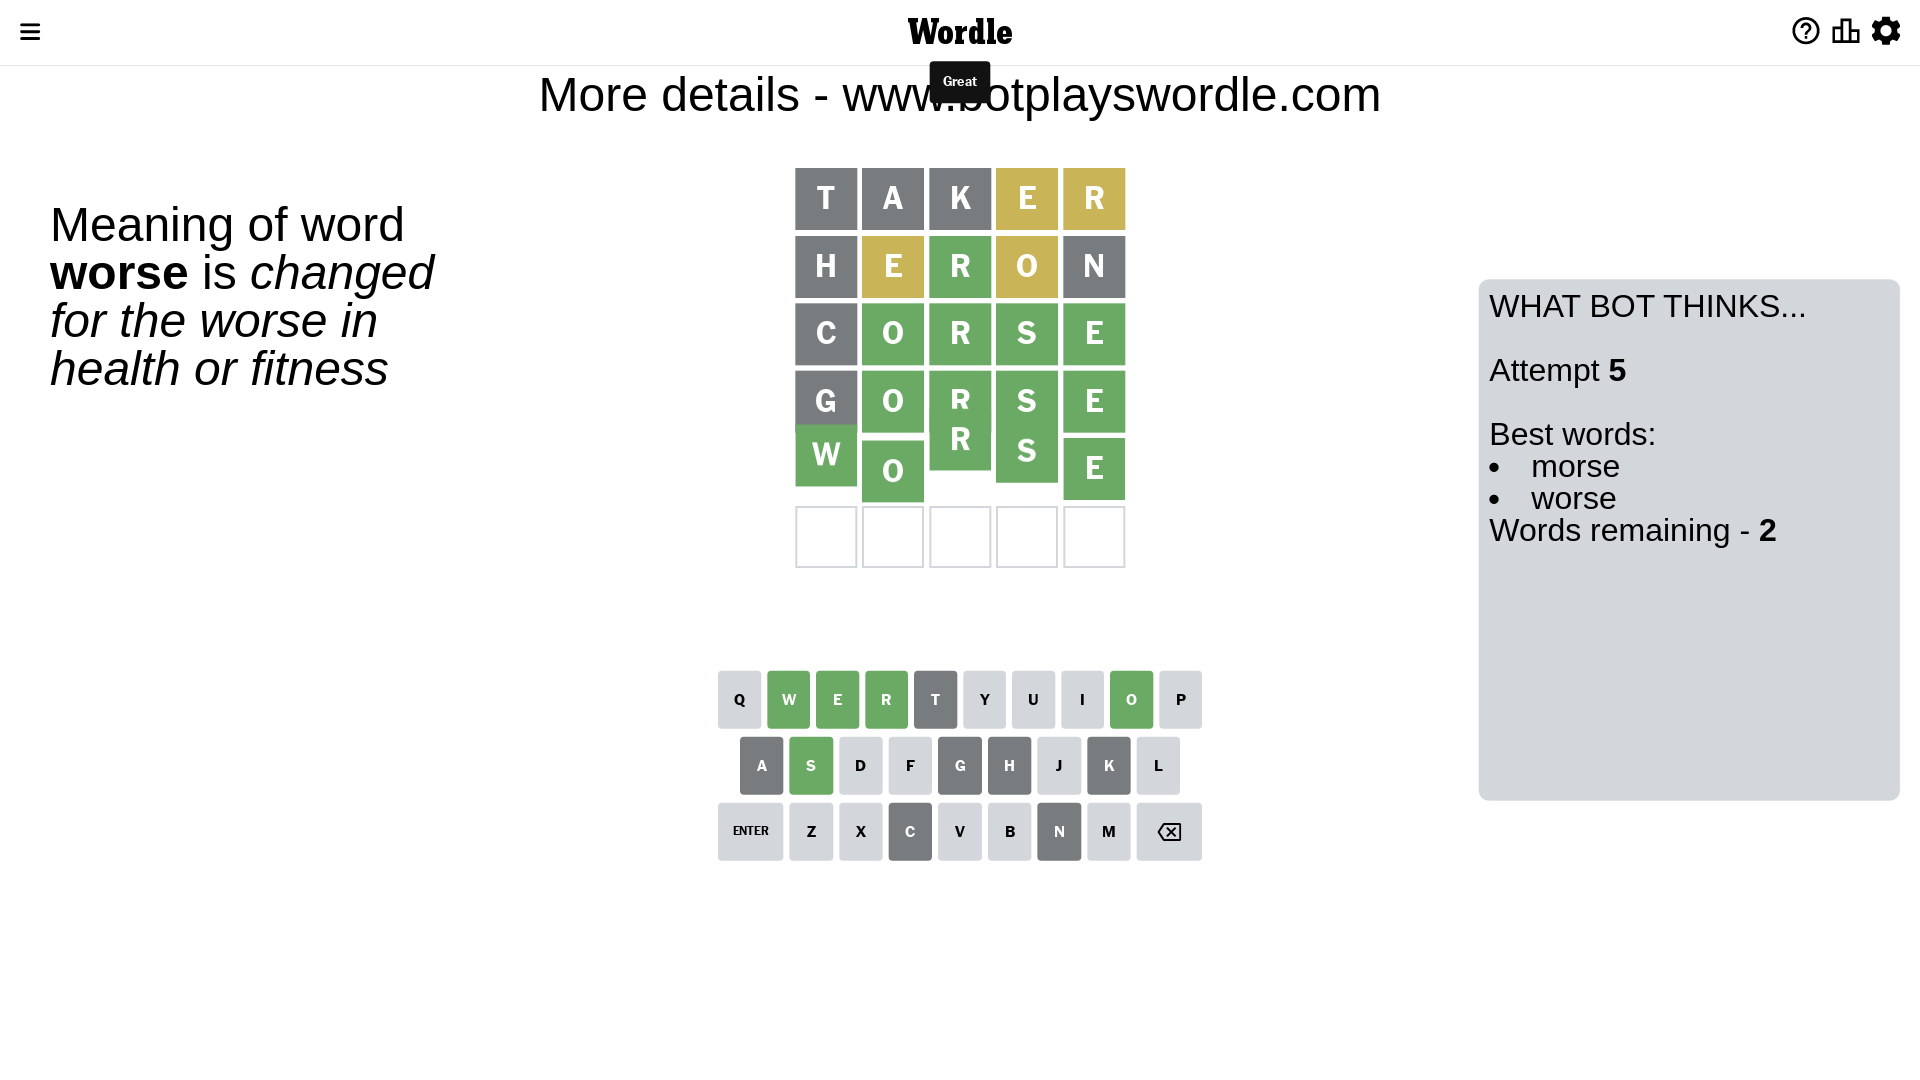 Wordle
Great
More details - www.botplayswordle.com
Meaning of word
worse is changed
for the worse in
health or fitness
T A K E R
H E R O N
C O R S E
G O R S E
W O R S E
WHAT BOT THINKS...
Attempt 5
Best words:
• morse
• worse
Words remaining - 2
Q W E R T Y U I O P
A S D F G H J K L
ENTER Z X C V B N M